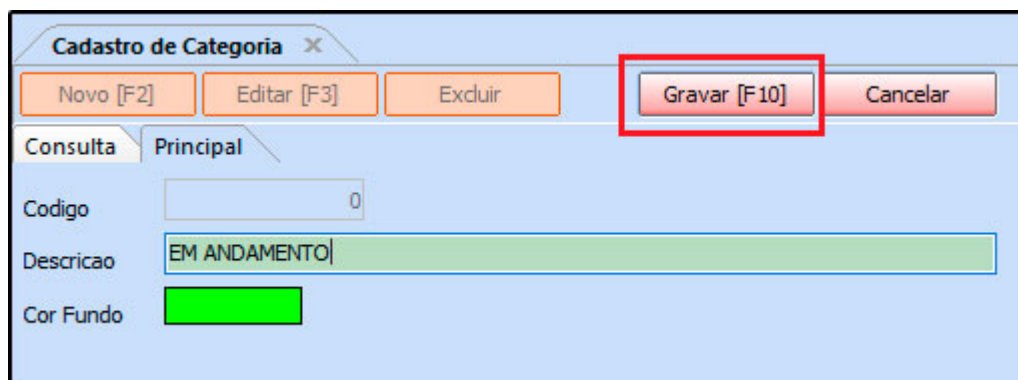 Cadastro de Categoria
Novo [F2] Editar [F3] Excluir Gravar [F10] Cancelar
Consulta Principal
Codigo 0
Descricao EM ANDAMENTO
Cor Fundo